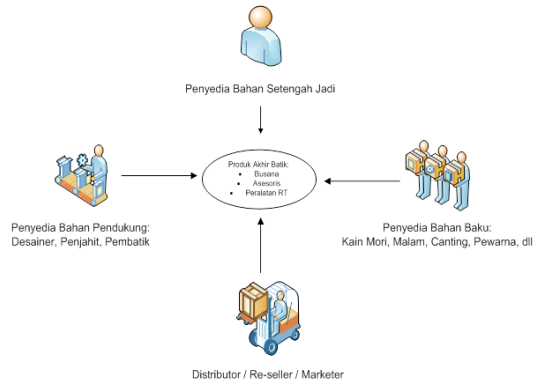 Penyedia Bahan Setengah Jadi
Produk Akhir Batik:
• Busana
• Asesoris
• Paralatan RT
Penyedia Bahan Pendukung:
Desainer, Penjahit, Pembatik
Penyedia Bahan Baku:
Kain Mori, Malam, Canting, Pewarna, dll
Distributor / Re-seller / Marketer